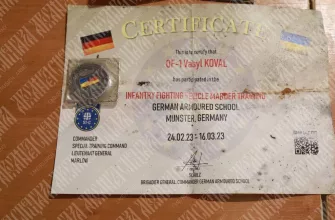 CERTIFICATE
This is to certify that
OF-1 Vasyl KOVAL
has participated in the
INFANTRY FIGHTING VEHICLE MARDER TRAINING
GERMAN ARMOURED SCHOOL
MUNSTER, GERMANY
24.02.23 - 16.03.23
COMMANDER
SPECIAL TRAINING COMMAND
LIEUTENANT GENERAL
MARLOW
BRIGADIER GENERAL COMMANDER GERMAN ARMOURED SCHOOL